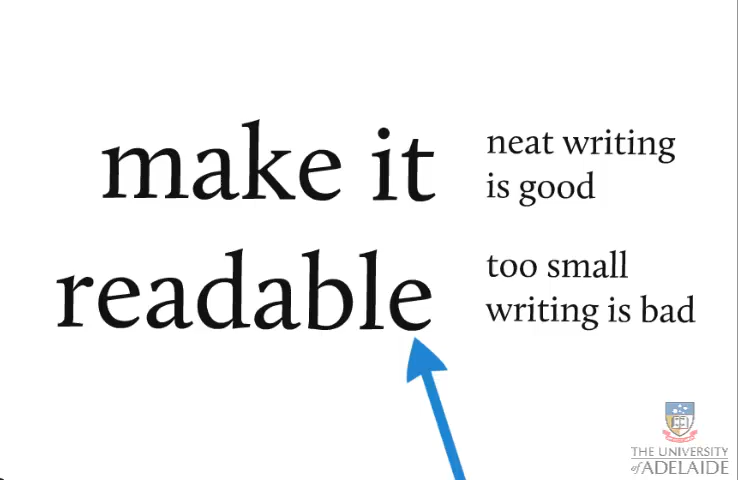 make it
readable
neat writing
is good
too small
writing is bad
THE UNIVERSITY
of ADELAIDE